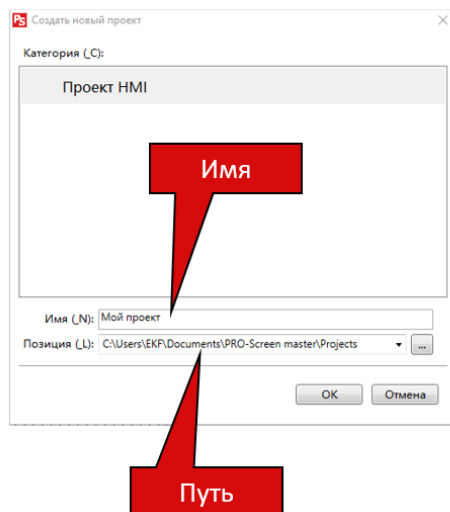 PS Создать новый проект
Категория (_C):
Проект HMI
Имя
Имя (_N): Мой проект
Позиция (_L): C:\Users\EKF\Documents\PRO-Screen master\Projects ...
OK Отмена
Путь